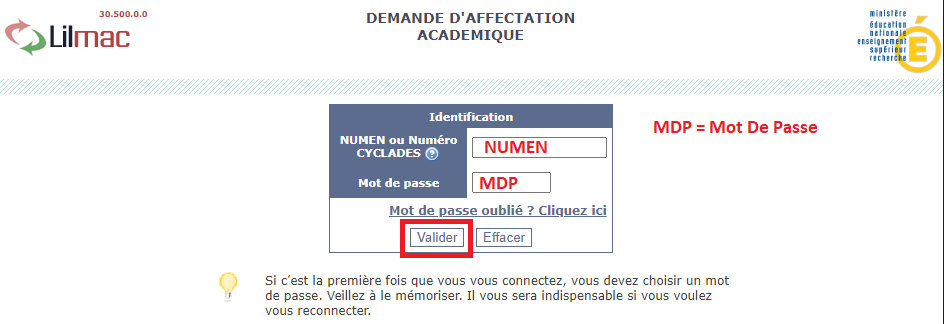 30.500.0.0
Lilmac
DEMANDE D'AFFECTATION
ACADEMIQUE
ministère
éducation
nationale
enseignement
supérieur
recherche
É
Identification
NUMEN ou Numéro
CYCLADES ?
NUMEN
MDP = Mot De Passe
Mot de passe
MDP
Mot de passe oublié ? Cliquez ici
Valider
Effacer
Si c’est la première fois que vous vous connectez, vous devez choisir un mot
de passe. Veillez à le mémoriser. Il vous sera indispensable si vous voulez
vous reconnecter.